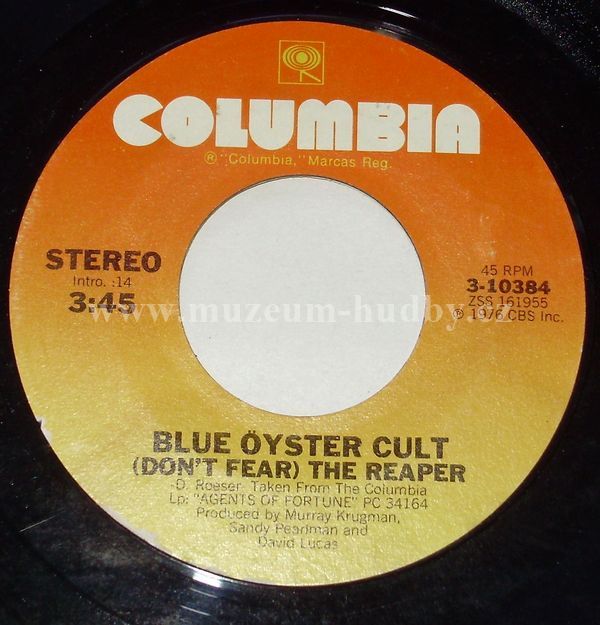 COLUMBIA
® "Columbia," Marcas Reg.
STEREO
Intro. :14
3:45
45 RPM
3-10384
ZSS 161955
℗ 1976 CBS Inc.
www.muzeum-hudby.cz
BLUE ÖYSTER CULT
(DON'T FEAR) THE REAPER
-D. Roeser- Taken From The Columbia
Lp: "AGENTS OF FORTUNE" PC 34164
Produced by Murray Krugman,
Sandy Pearlman and
David Lucas